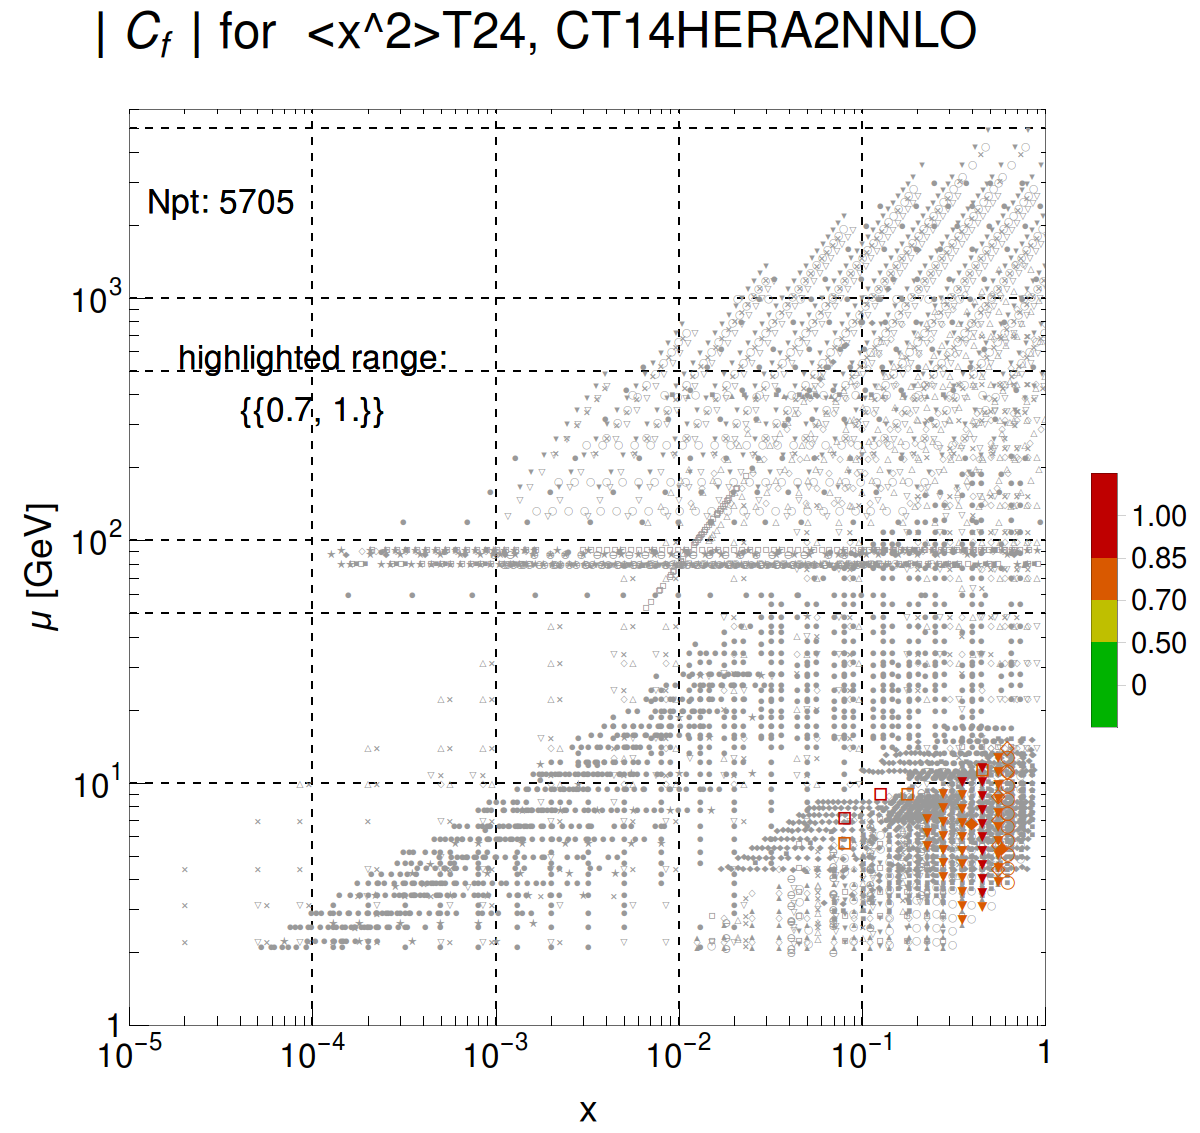 | C_f | for <x^2>T24, CT14HERA2NNLO
Npt: 5705
highlighted range:
{{0.7, 1.}}
μ [GeV]
10^3
10^2
10^1
1
10^-5 10^-4 10^-3 10^-2 10^-1 1
x
1.00
0.85
0.70
0.50
0